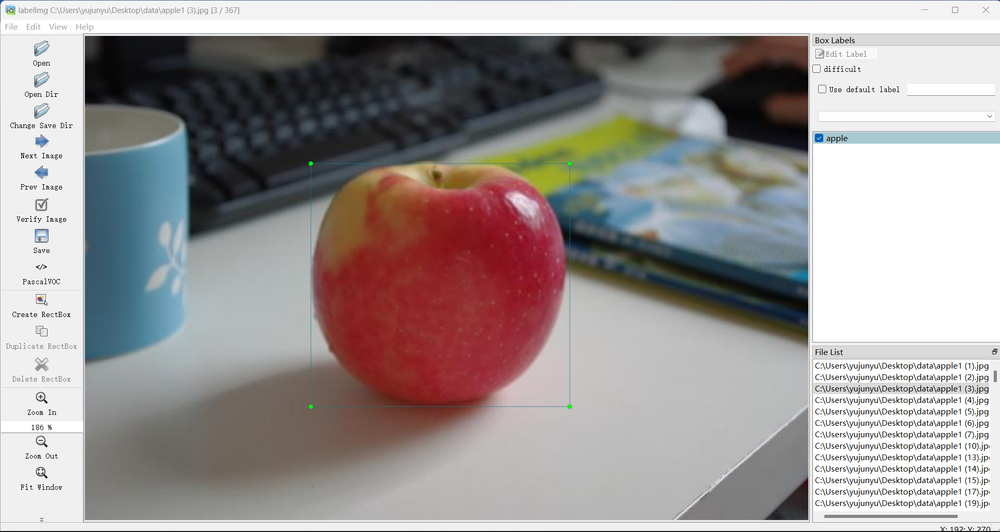 labelImg C:\Users\yujunyu\Desktop\data\apple1 (3).jpg [3 / 367]
File Edit View Help
Open
Open Dir
Change Save Dir
Next Image
Prev Image
Verify Image
Save
</>
PascalVOC
Create RectBox
Duplicate RectBox
Delete RectBox
Zoom In
186 %
Zoom Out
Fit Window
Box Labels
Edit Label
difficult
Use default label
apple
File List
C:\Users\yujunyu\Desktop\data\apple1 (1).jpg
C:\Users\yujunyu\Desktop\data\apple1 (2).jpg
C:\Users\yujunyu\Desktop\data\apple1 (3).jpg
C:\Users\yujunyu\Desktop\data\apple1 (4).jpg
C:\Users\yujunyu\Desktop\data\apple1 (5).jpg
C:\Users\yujunyu\Desktop\data\apple1 (6).jpg
C:\Users\yujunyu\Desktop\data\apple1 (7).jpg
C:\Users\yujunyu\Desktop\data\apple1 (10).jp
C:\Users\yujunyu\Desktop\data\apple1 (13).jp
C:\Users\yujunyu\Desktop\data\apple1 (14).jp
C:\Users\yujunyu\Desktop\data\apple1 (15).jp
C:\Users\yujunyu\Desktop\data\apple1 (17).jp
C:\Users\yujunyu\Desktop\data\apple1 (19).jp
X: 192; Y: 270